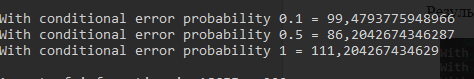 With conditional error probability 0.1 = 99,4793775948966
With conditional error probability 0.5 = 86,2042674346287
With conditional error probability 1 = 111,204267434629